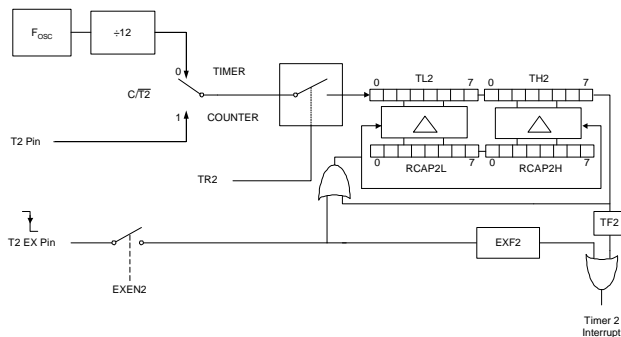 FOSC
÷12
0
TIMER
C/T2
1
COUNTER
T2 Pin
TR2
0
TL2
7
0
TH2
7
0
RCAP2L
7
0
RCAP2H
7
T2 EX Pin
EXEN2
EXF2
TF2
Timer 2
Interrupt